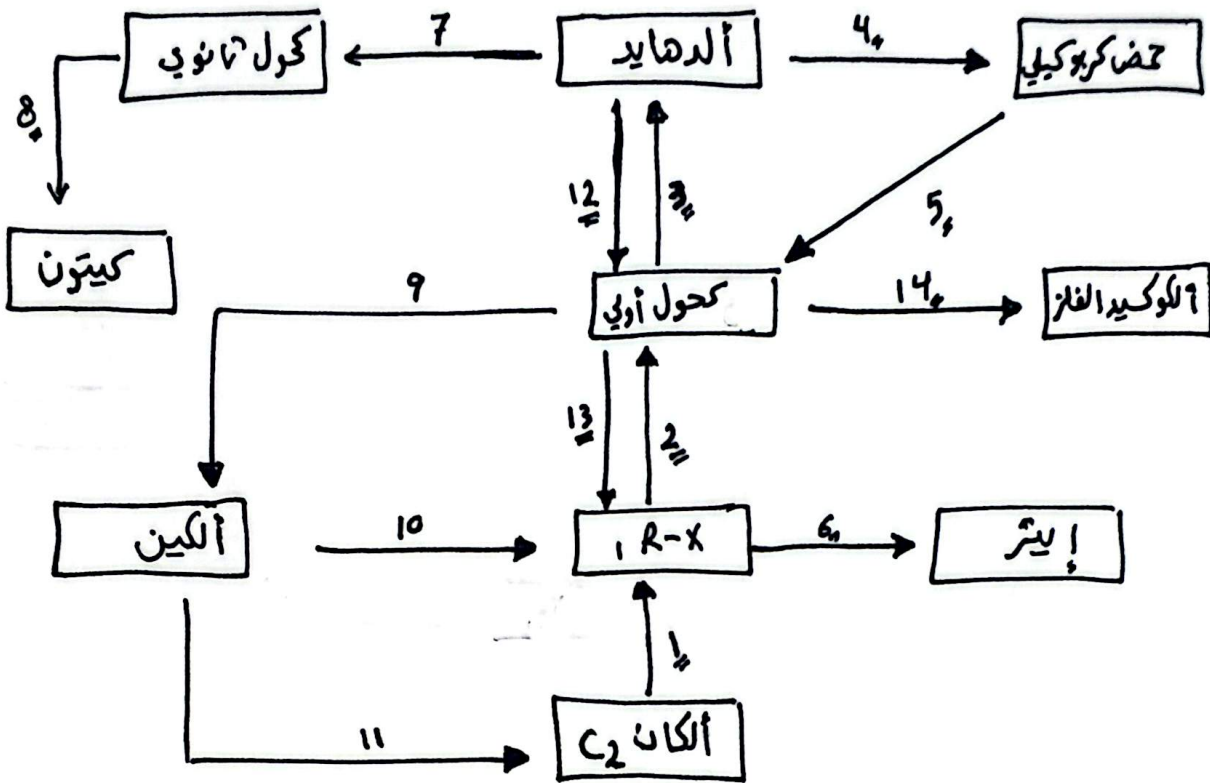 كحول ثانوي
7
ألدهايد
4
حمض كربوكسيلي
8
12
3
5
كيتون
9
كحول أولي
14
ألكوكسيد الفلز
13
2
ألكين
10
R-X
6
إيثر
1
11
ألكان C2